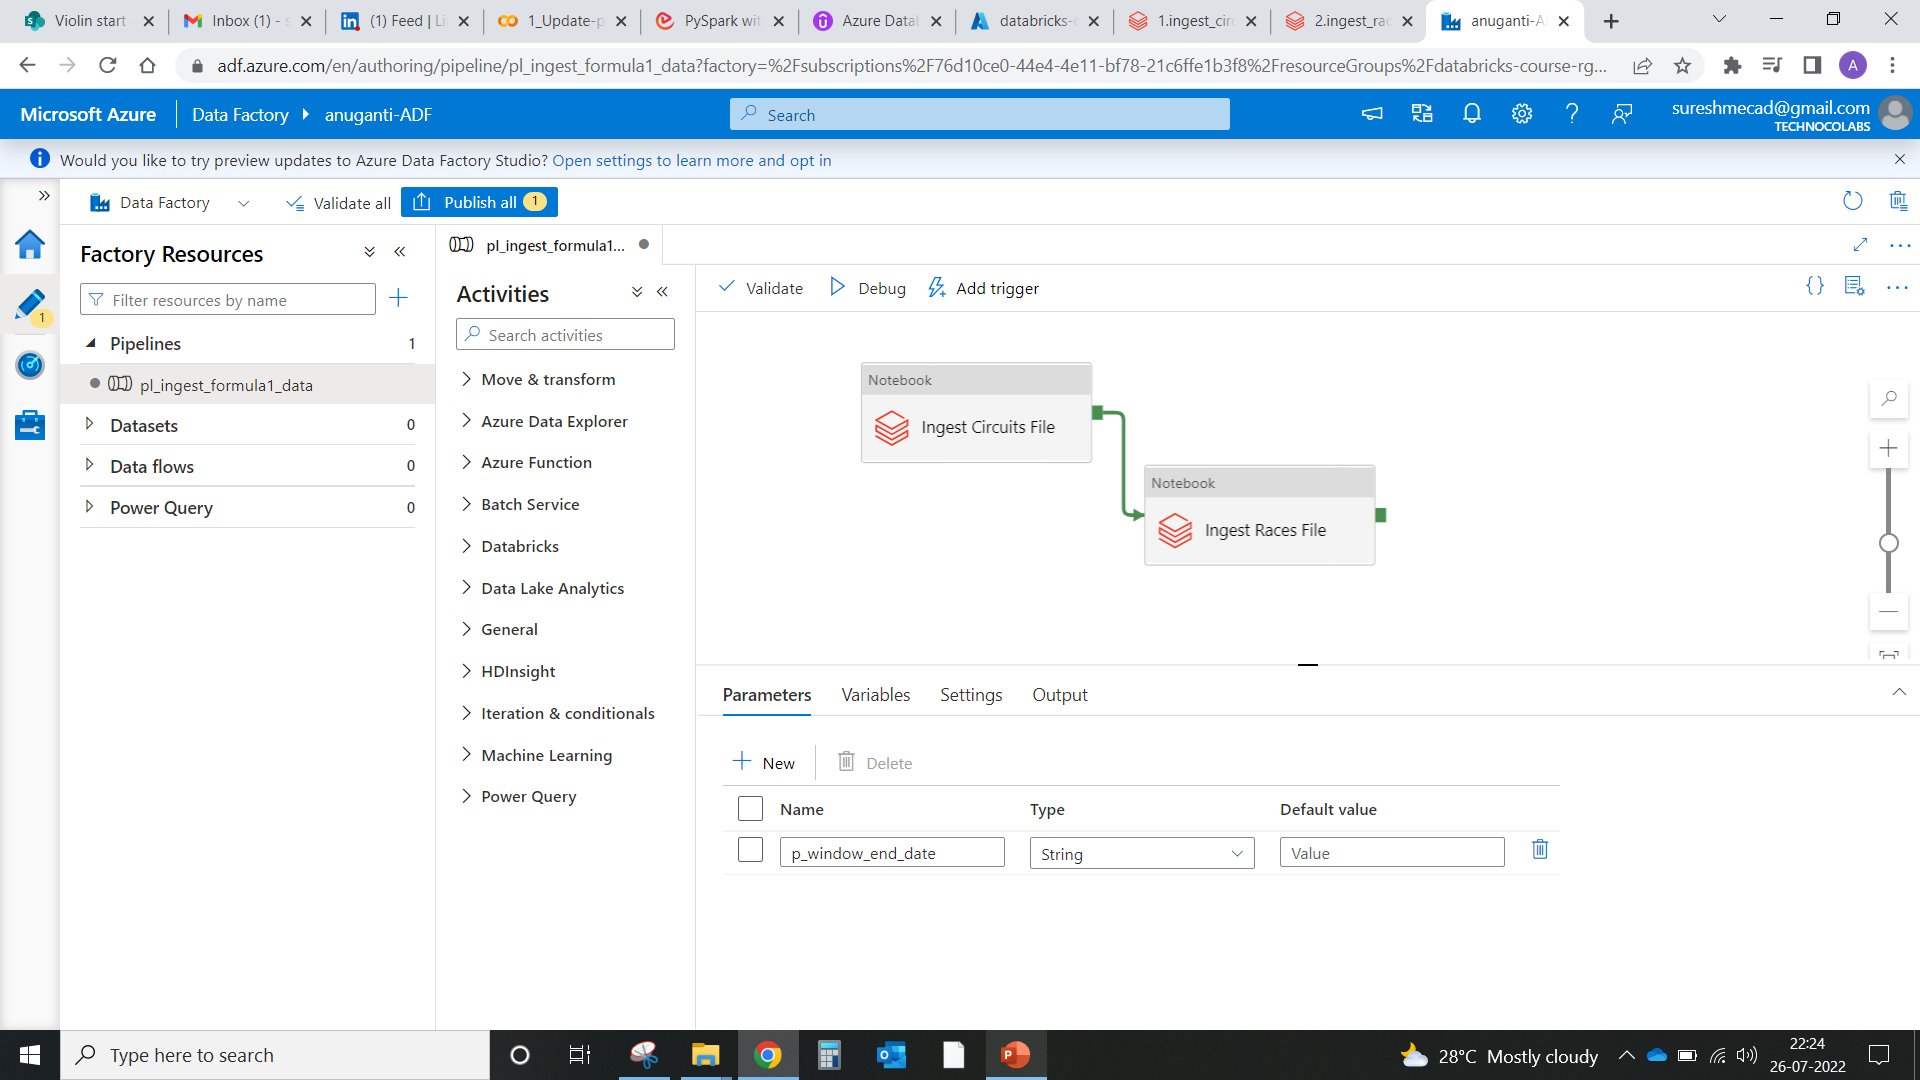 Violin start
Inbox (1) - s
(1) Feed | Li
1_Update-p
PySpark wit
Azure Datab
databricks-c
1.ingest_circ
2.ingest_rac
anuganti-A
adf.azure.com/en/authoring/pipeline/pl_ingest_formula1_data?factory=%2Fsubscriptions%2F76d10ce0-44e4-4e11-bf78-21c6ffe1b3f8%2FresourceGroups%2Fdatabricks-course-rg...
A
Microsoft Azure
Data Factory
anuganti-ADF
Search
sureshmecad@gmail.com
TECHNOCOLABS
Would you like to try preview updates to Azure Data Factory Studio? Open settings to learn more and opt in
Data Factory
Validate all
Publish all 1
Factory Resources
Filter resources by name
1
Pipelines 1
pl_ingest_formula1_data
Datasets 0
Data flows 0
Power Query 0
pl_ingest_formula1...
Activities
Search activities
Move & transform
Azure Data Explorer
Azure Function
Batch Service
Databricks
Data Lake Analytics
General
HDInsight
Iteration & conditionals
Machine Learning
Power Query
Validate
Debug
Add trigger
Notebook
Ingest Circuits File
Notebook
Ingest Races File
Parameters Variables Settings Output
New
Delete
Name Type Default value
p_window_end_date String Value
Type here to search
28°C Mostly cloudy
22:24
26-07-2022